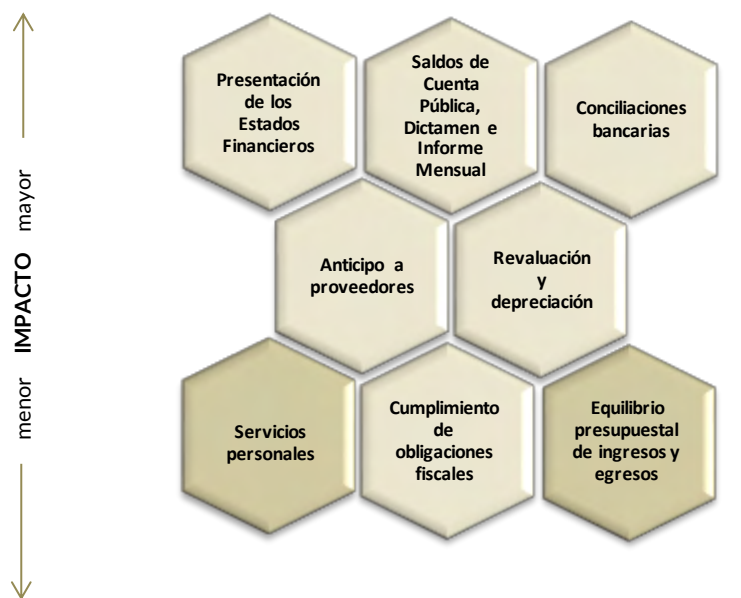 mayor
IMPACTO
menor
Presentación
de los
Estados
Financieros
Saldos de
Cuenta
Pública,
Dictamen e
Informe
Mensual
Conciliaciones
bancarias
Anticipo a
proveedores
Revaluación
y
depreciación
Servicios
personales
Cumplimiento
de
obligaciones
fiscales
Equilibrio
presupuestal
de ingresos y
egresos